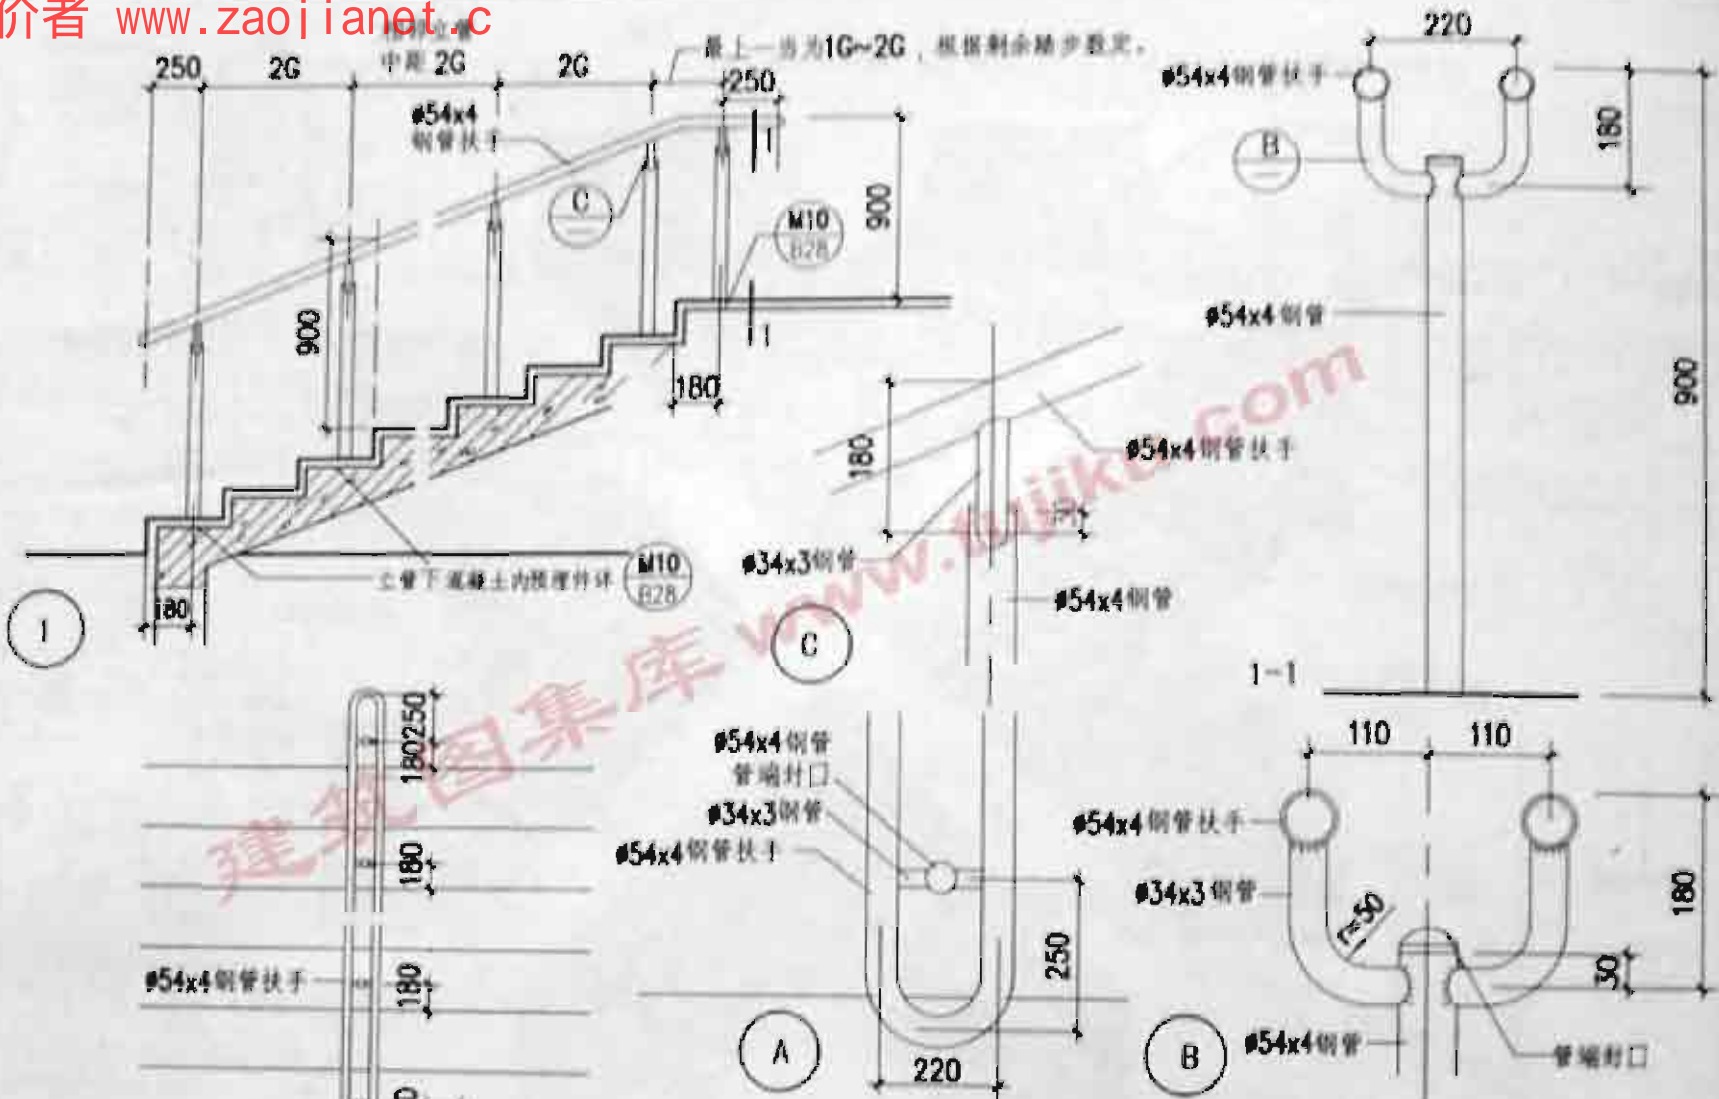 价者 www.zaojianet.c
中距
250
2G
2G
2G
最上一当为1G~2G，根据剩余踏步数定。
250
ø54x4
钢管扶手
C
M10
B28
900
900
180
立管下混凝土内预埋件详
M10
B28
180
1
220
ø54x4钢管扶手
B
180
ø54x4钢管
900
1-1
180
ø54x4钢管扶手
ø34x3钢管
ø54x4钢管
C
建筑图集库 www.tujiku.com
250
180
180
ø54x4钢管扶手
180
ø54x4钢管
管端封口
ø34x3钢管
ø54x4钢管扶手
250
220
A
110
110
ø54x4钢管扶手
ø34x3钢管
r=50
180
30
ø54x4钢管
管端封口
B